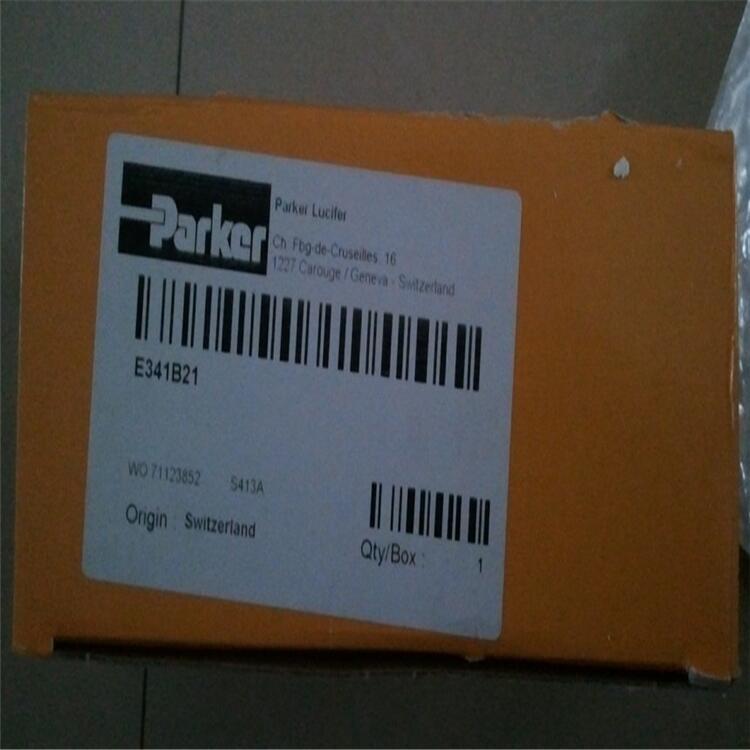 Parker
Parker Lucifer
Ch. Fbg-de-Cruseilles, 16
1227 Carouge / Geneva - Switzerland
E341B21
WO 71123852 S413A
Origin : Switzerland
Qty/Box : 1